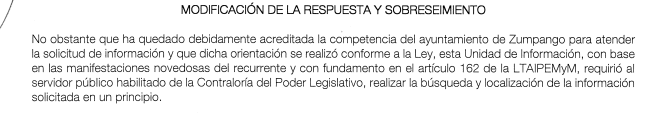 MODIFICACIÓN DE LA RESPUESTA Y SOBRESEIMIENTO
No obstante que ha quedado debidamente acreditada la competencia del ayuntamiento de Zumpango para atender
la solicitud de información y que dicha orientación se realizó conforme a la Ley, esta Unidad de Información, con base
en las manifestaciones novedosas del recurrente y con fundamento en el artículo 162 de la LTAIPEMyM, requirió al
servidor público habilitado de la Contraloría del Poder Legislativo, realizar la búsqueda y localización de la información
solicitada en un principio.